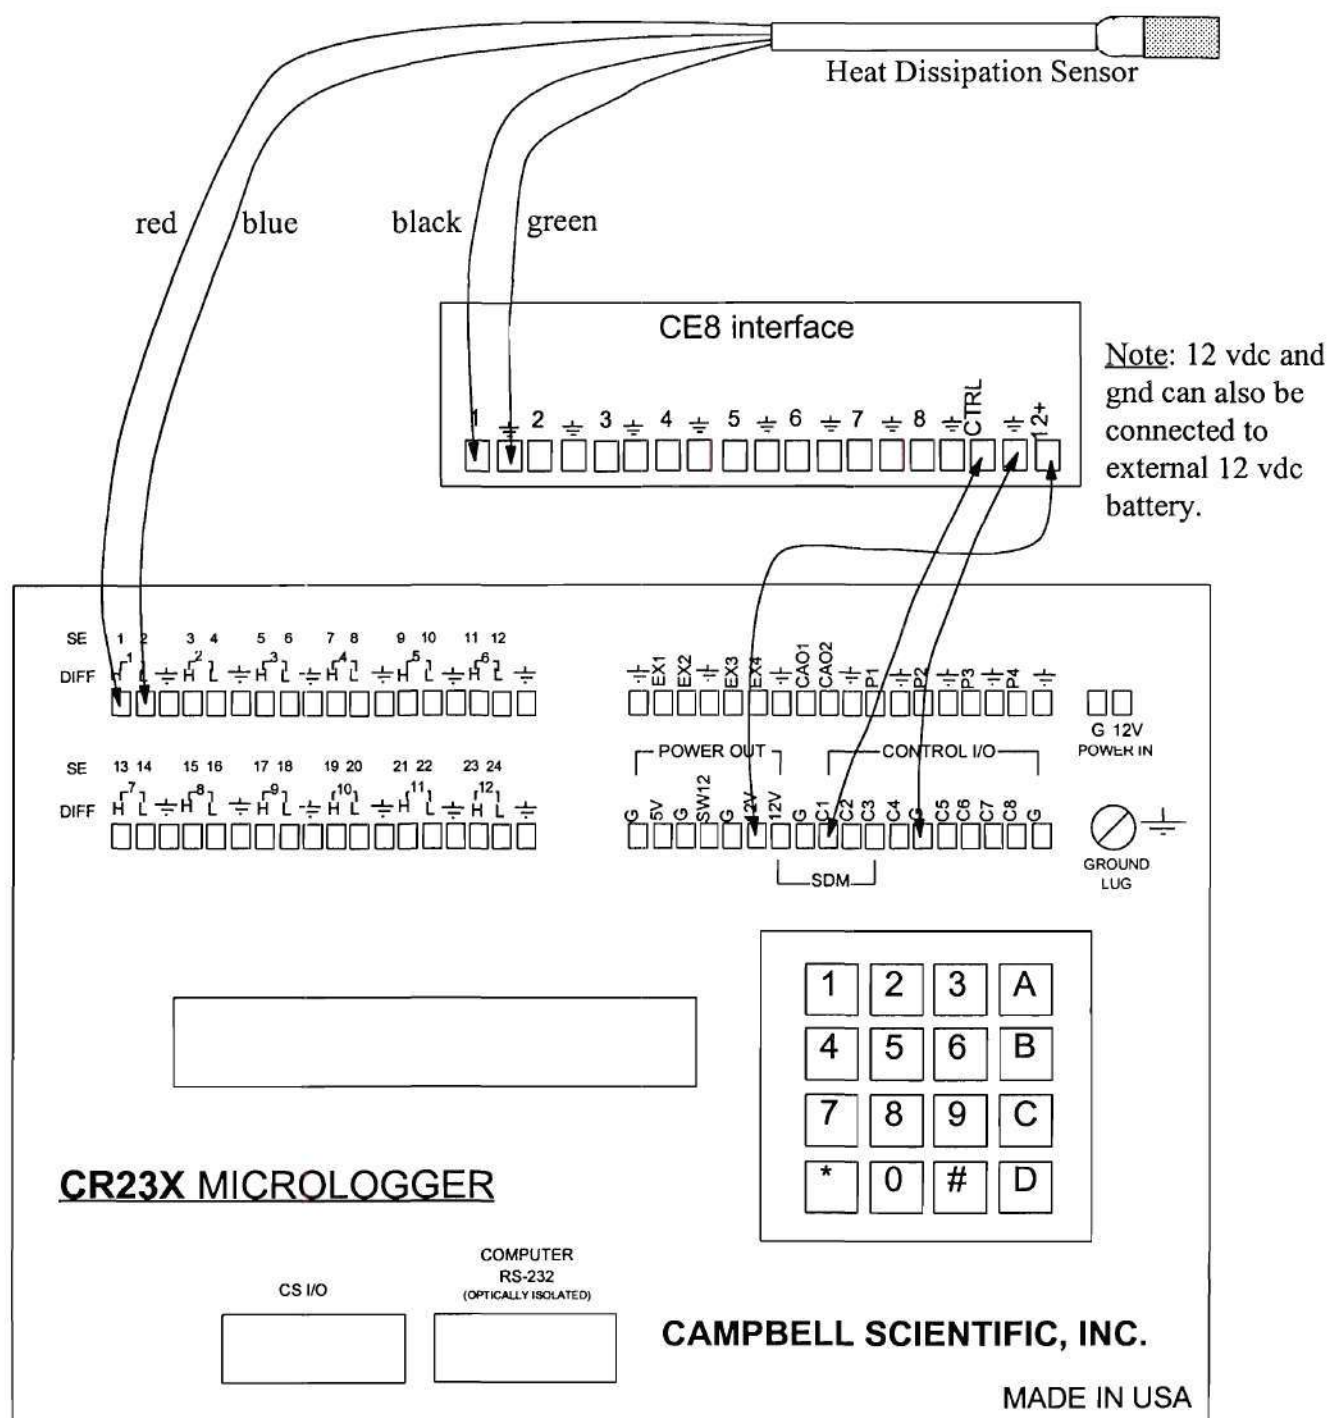 Heat Dissipation Sensor
red blue black green
CE8 interface
Note: 12 vdc and
gnd can also be
connected to
external 12 vdc
battery.
1 2 3 4 5 6 7 8 CTRL 12+
SE 1 2 3 4 5 6 7 8 9 10 11 12
DIFF H 1 L H 2 L H 3 L H 4 L H 5 L H 6 L
EX1 EX2 EX3 EX4 CAO1 CAO2 P1 P2 P3 P4
G 12V
POWER IN
POWER OUT CONTROL I/O
SE 13 14 15 16 17 18 19 20 21 22 23 24
DIFF H 7 L H 8 L H 9 L H 10 L H 11 L H 12 L
G 5V G SW12 G 12V 12V G C1 C2 C3 C4 G C5 C6 C7 C8 G
SDM
GROUND
LUG
1 2 3 A
4 5 6 B
7 8 9 C
* 0 # D
CR23X MICROLOGGER
CS I/O
COMPUTER
RS-232
(OPTICALLY ISOLATED)
CAMPBELL SCIENTIFIC, INC.
MADE IN USA